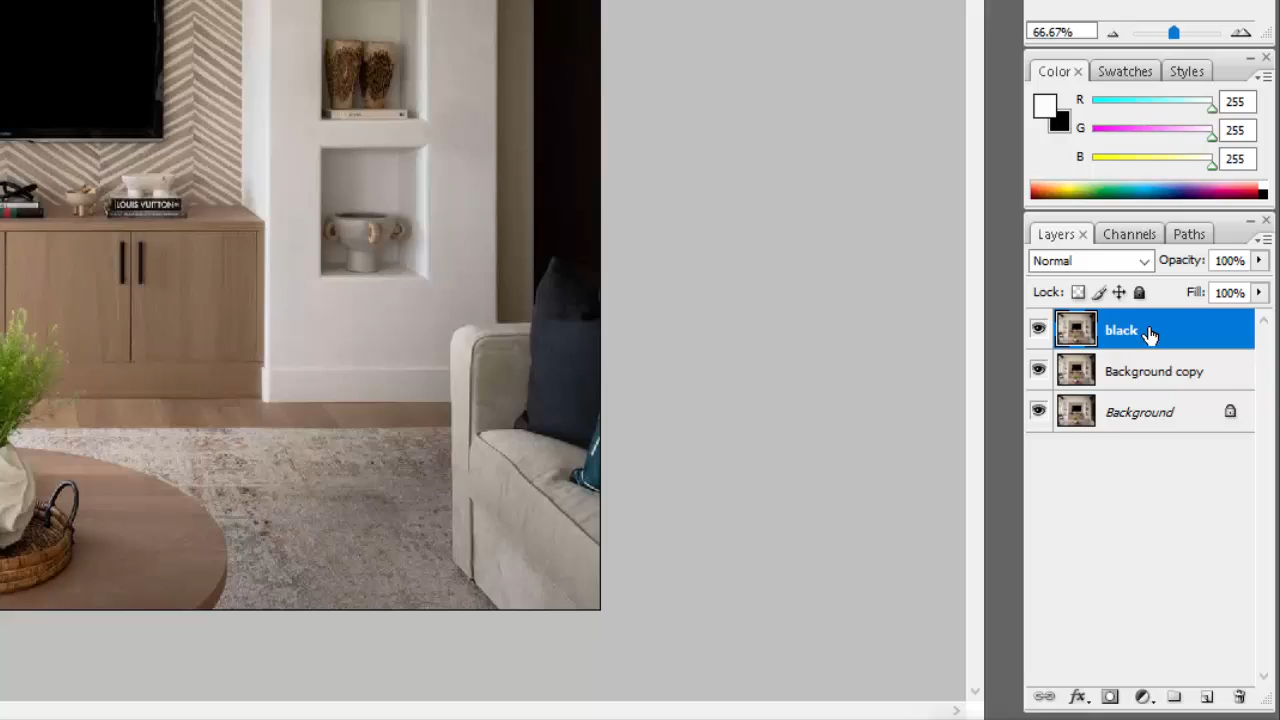 66.67%
Color Swatches Styles
R 255
G 255
B 255
Layers Channels Paths
Normal Opacity: 100%
Lock: Fill: 100%
black
Background copy
Background
LOUIS VUITTON
fx